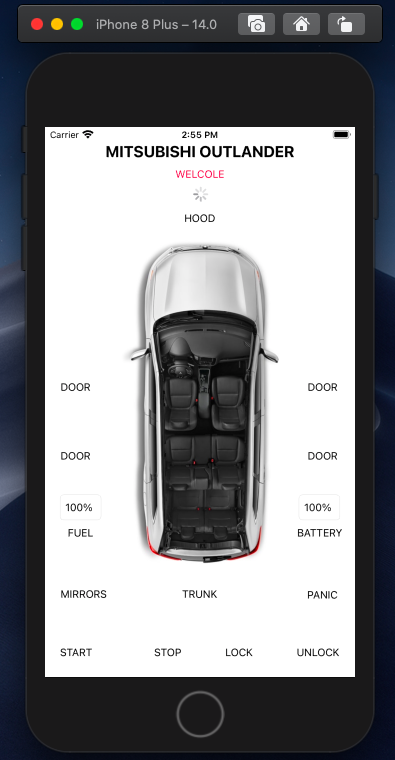 iPhone 8 Plus – 14.0
Carrier 2:55 PM
MITSUBISHI OUTLANDER
WELCOLE
HOOD
DOOR DOOR
DOOR DOOR
100% 100%
FUEL BATTERY
MIRRORS TRUNK PANIC
START STOP LOCK UNLOCK